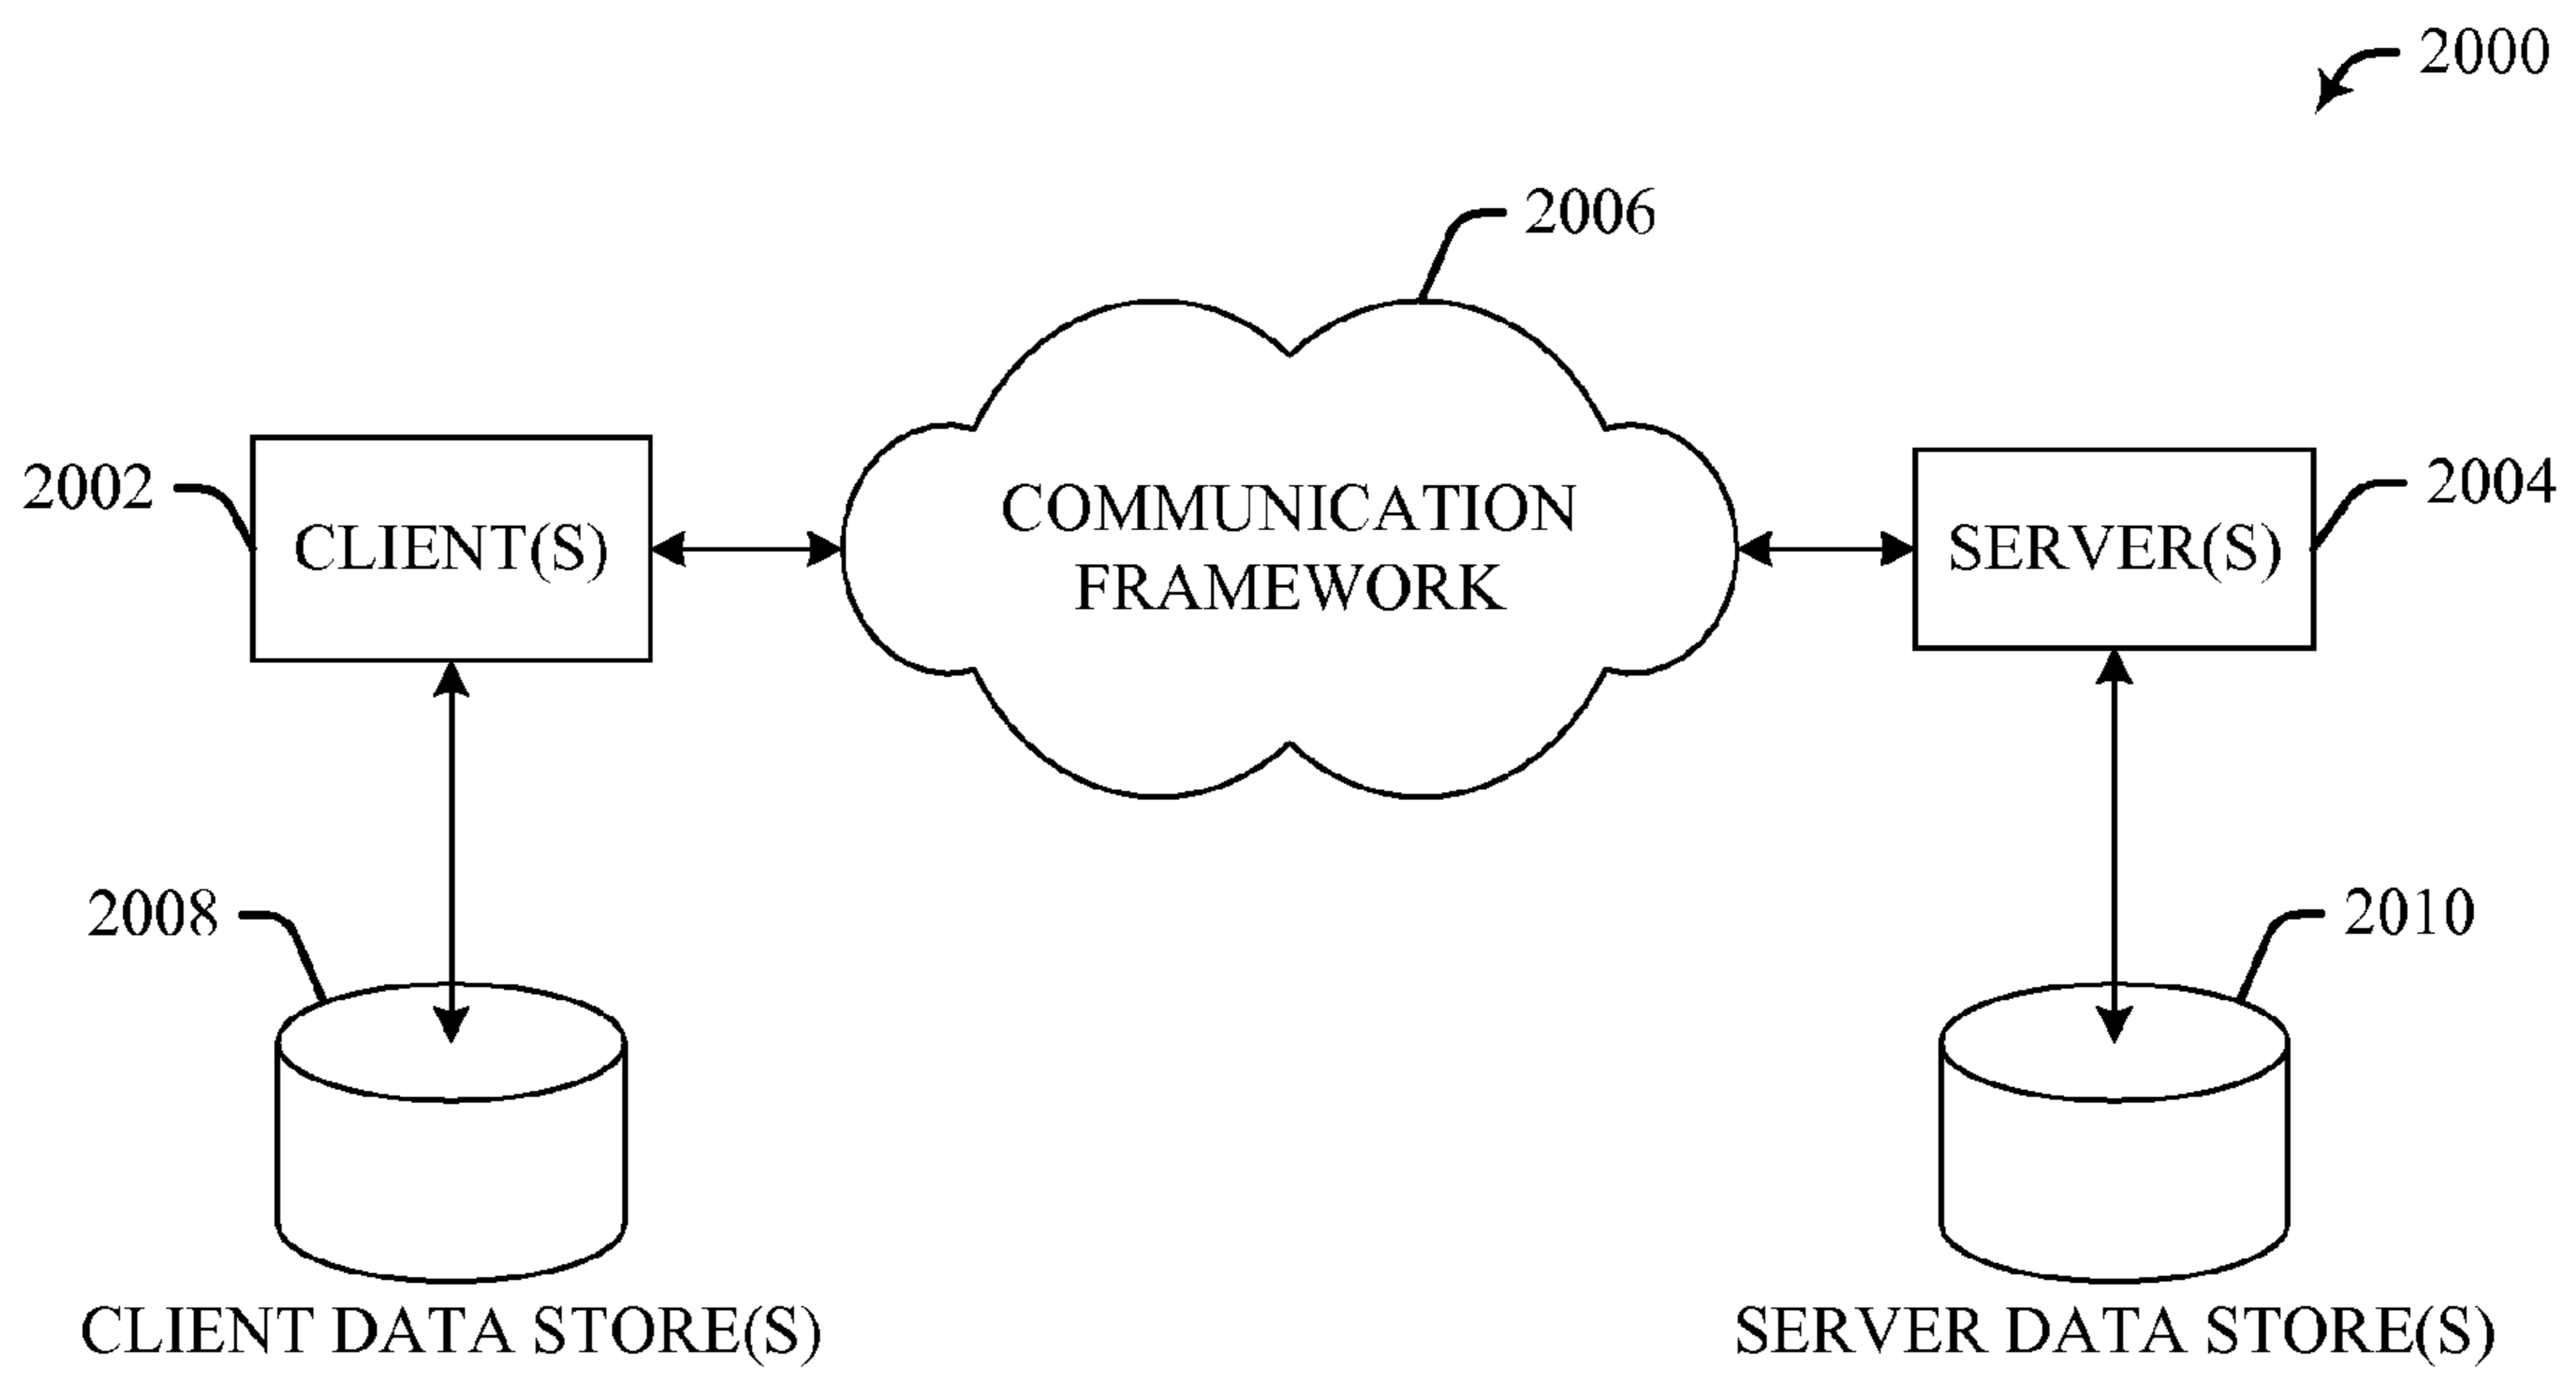 2000
2006
2002
CLIENT(S)
COMMUNICATION
FRAMEWORK
SERVER(S)
2004
2008
2010
CLIENT DATA STORE(S)
SERVER DATA STORE(S)